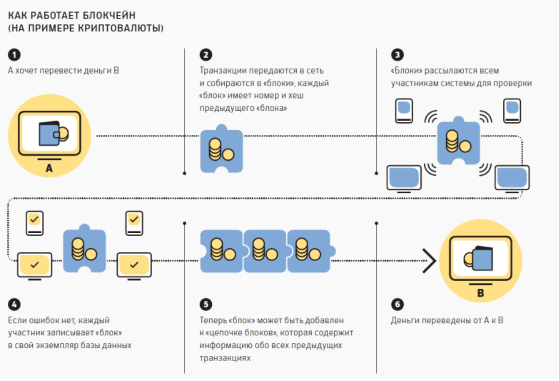 КАК РАБОТАЕТ БЛОКЧЕЙН
(НА ПРИМЕРЕ КРИПТОВАЛЮТЫ)
1
А хочет перевести деньги В
А
2
Транзакции передаются в сеть
и собираются в «блоки», каждый
«блок» имеет номер и хеш
предыдущего «блока»
3
«Блоки» рассылаются всем
участникам системы для проверки
4
Если ошибок нет, каждый
участник записывает «блок»
в свой экземпляр базы данных
5
Теперь «блок» может быть добавлен
к «цепочке блоков», которая содержит
информацию обо всех предыдущих
транзакциях
В
6
Деньги переведены от А к В